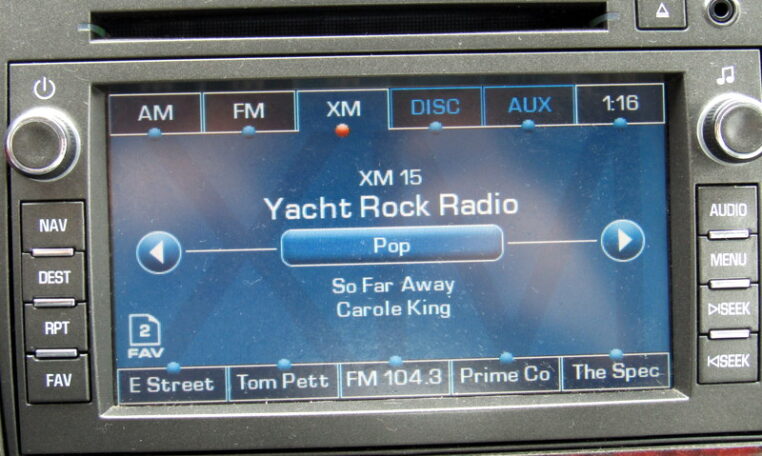 AM FM XM DISC AUX 1:16
XM 15
Yacht Rock Radio
Pop
So Far Away
Carole King
2
FAV
E Street Tom Pett FM 104.3 Prime Co The Spec
NAV
DEST
RPT
FAV
AUDIO
MENU
SEEK
SEEK